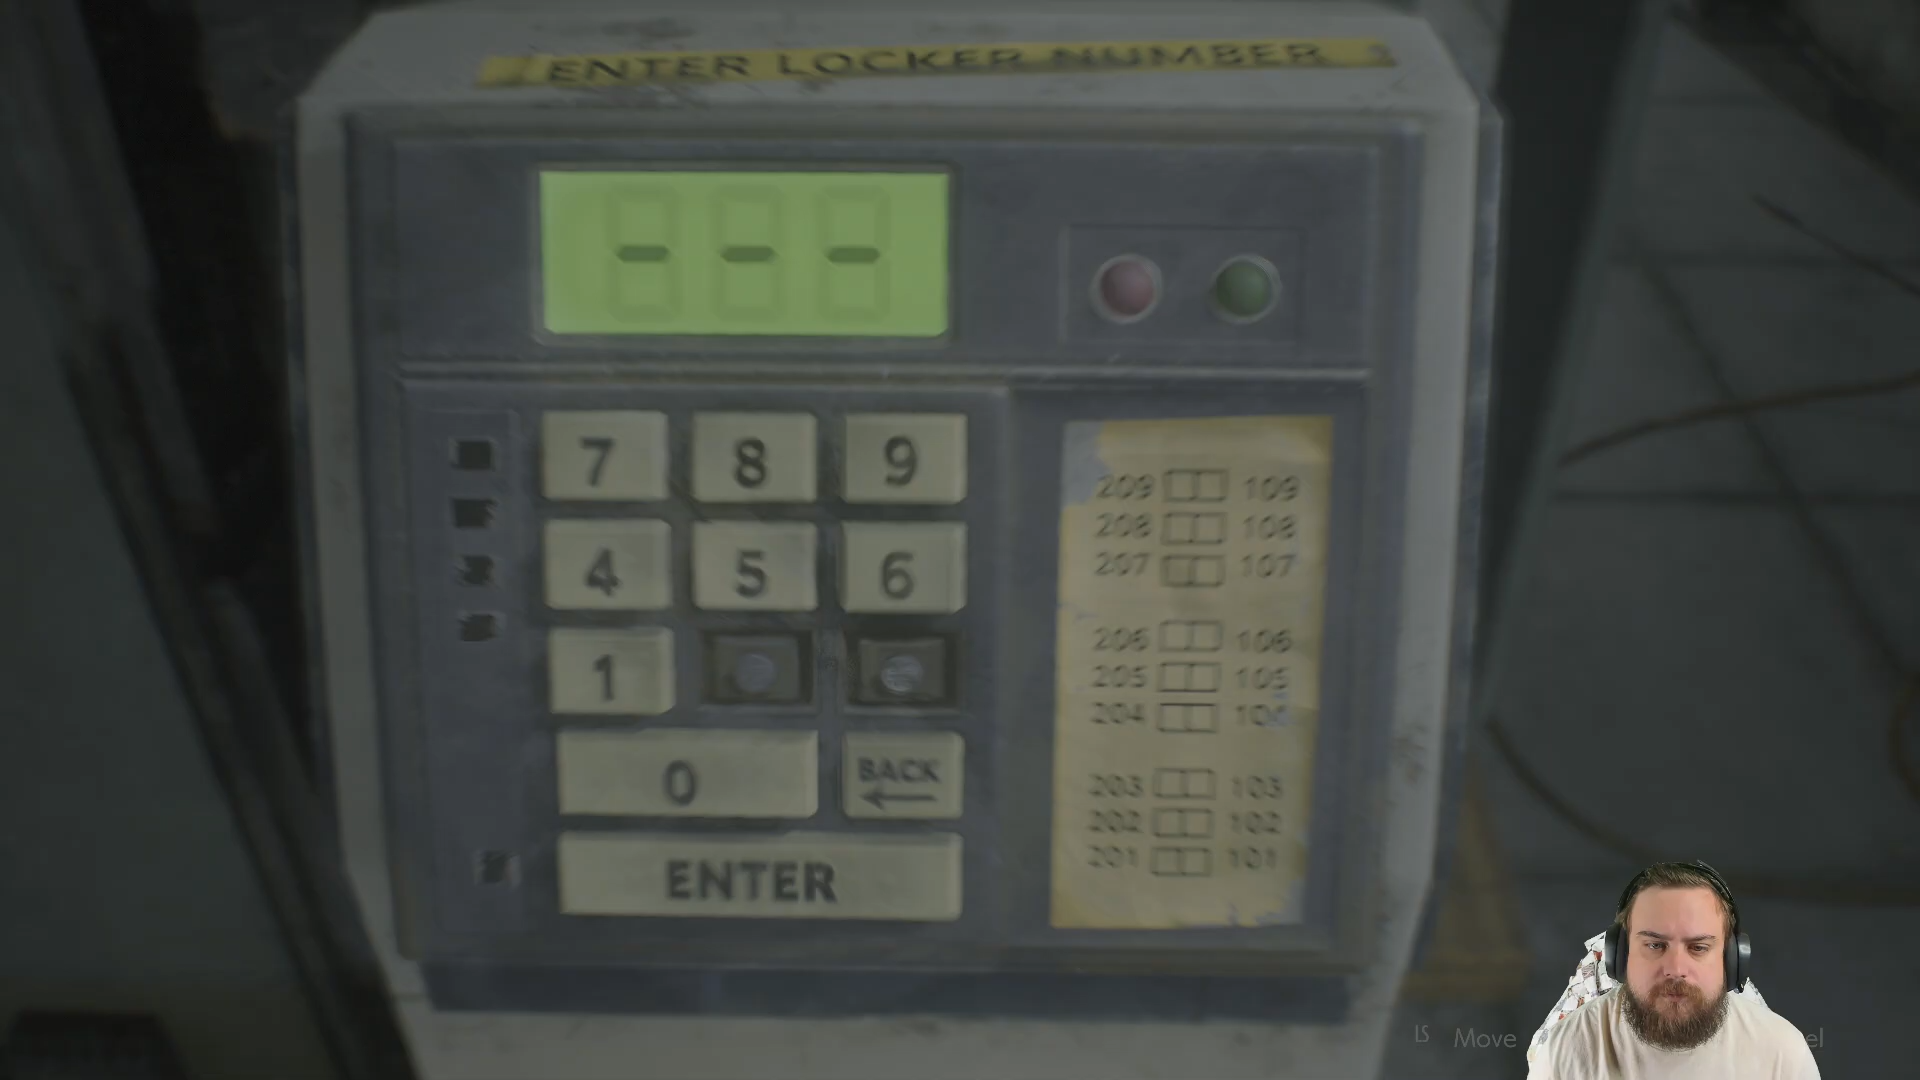 ENTER LOCKER NUMBER
- - -
7 8 9
4 5 6
1
0 BACK
ENTER
209 109
208 108
207 107
206 106
205 105
204 104
203 103
202 102
201 101
LS Move